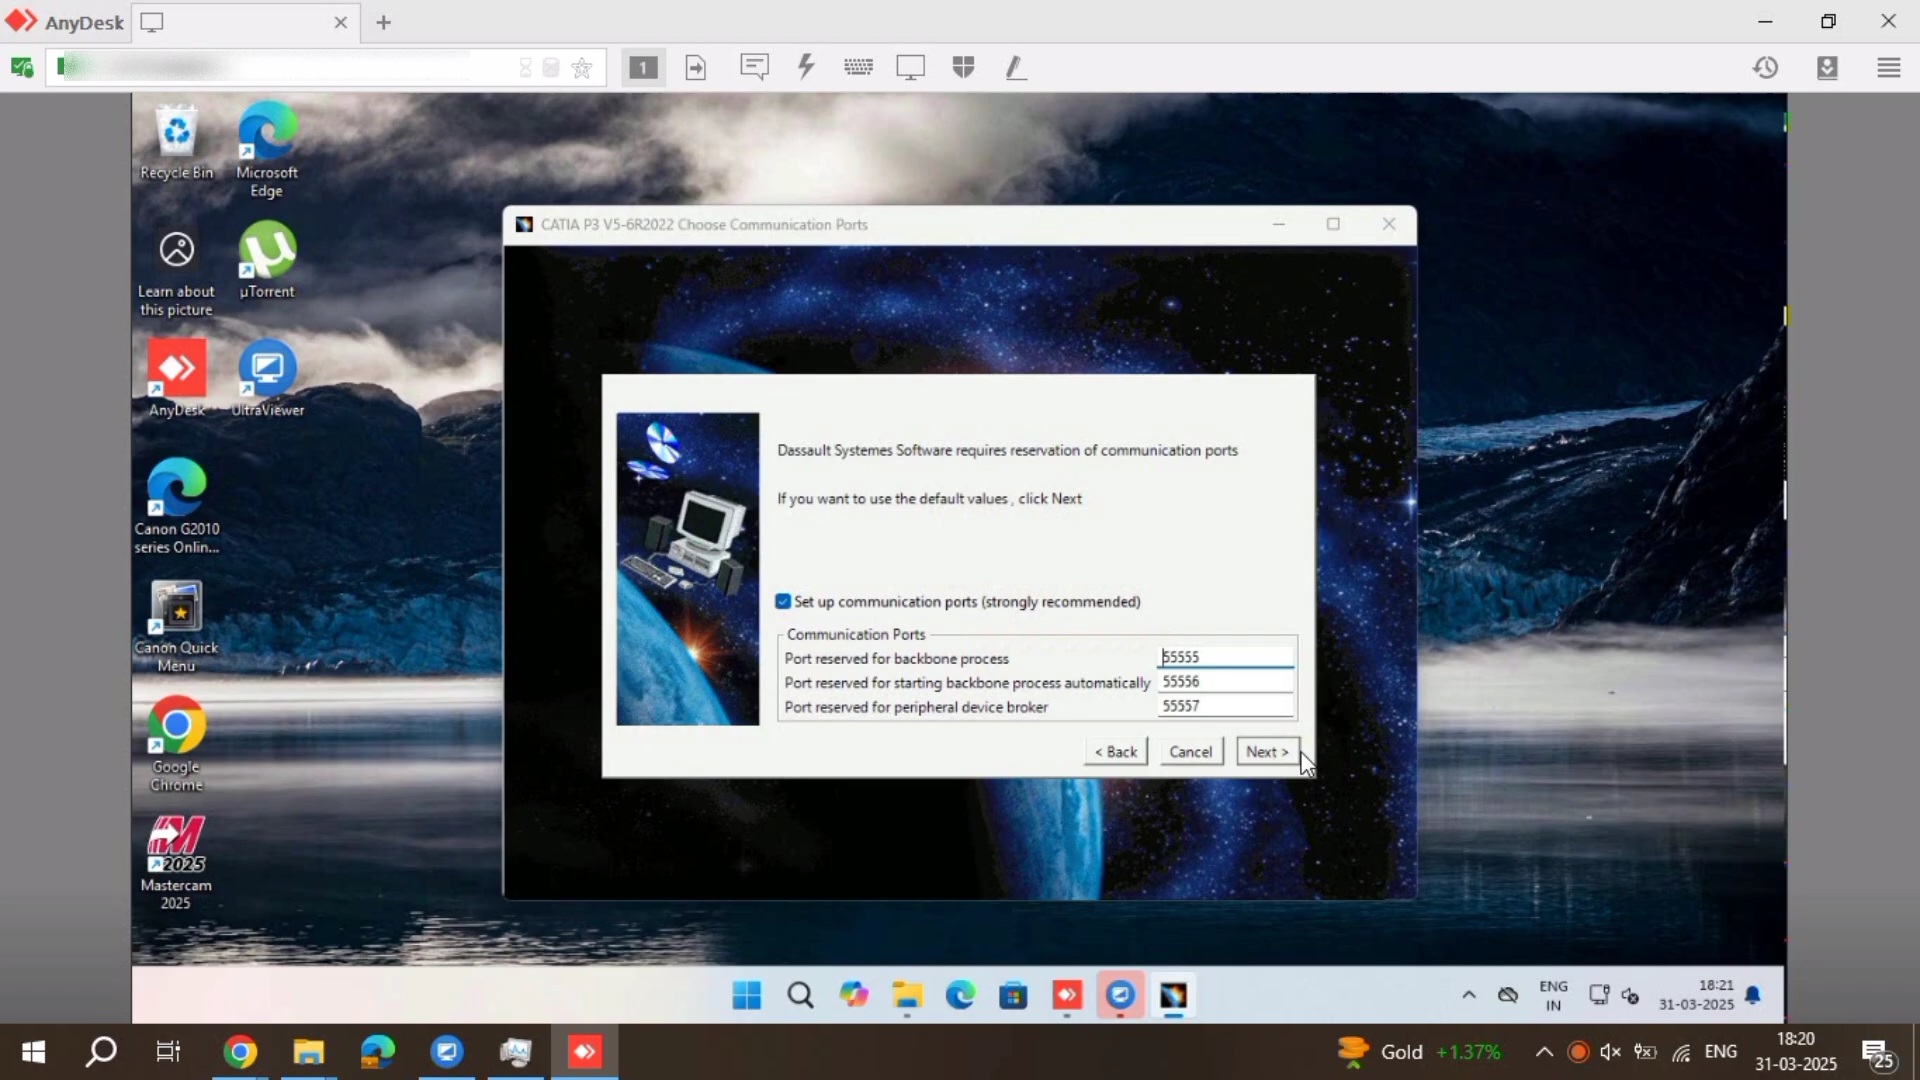 AnyDesk
1
Recycle Bin
Microsoft
Edge
Learn about
this picture
µTorrent
AnyDesk
UltraViewer
Canon G2010
series Onlin...
Canon Quick
Menu
Google
Chrome
2025
Mastercam
2025
CATIA P3 V5-6R2022 Choose Communication Ports
Dassault Systemes Software requires reservation of communication ports
If you want to use the default values , click Next
Set up communication ports (strongly recommended)
Communication Ports
Port reserved for backbone process
55555
Port reserved for starting backbone process automatically
55556
Port reserved for peripheral device broker
55557
< Back
Cancel
Next >
ENG
IN
18:21
31-03-2025
Gold +1.37%
ENG
18:20
31-03-2025
25